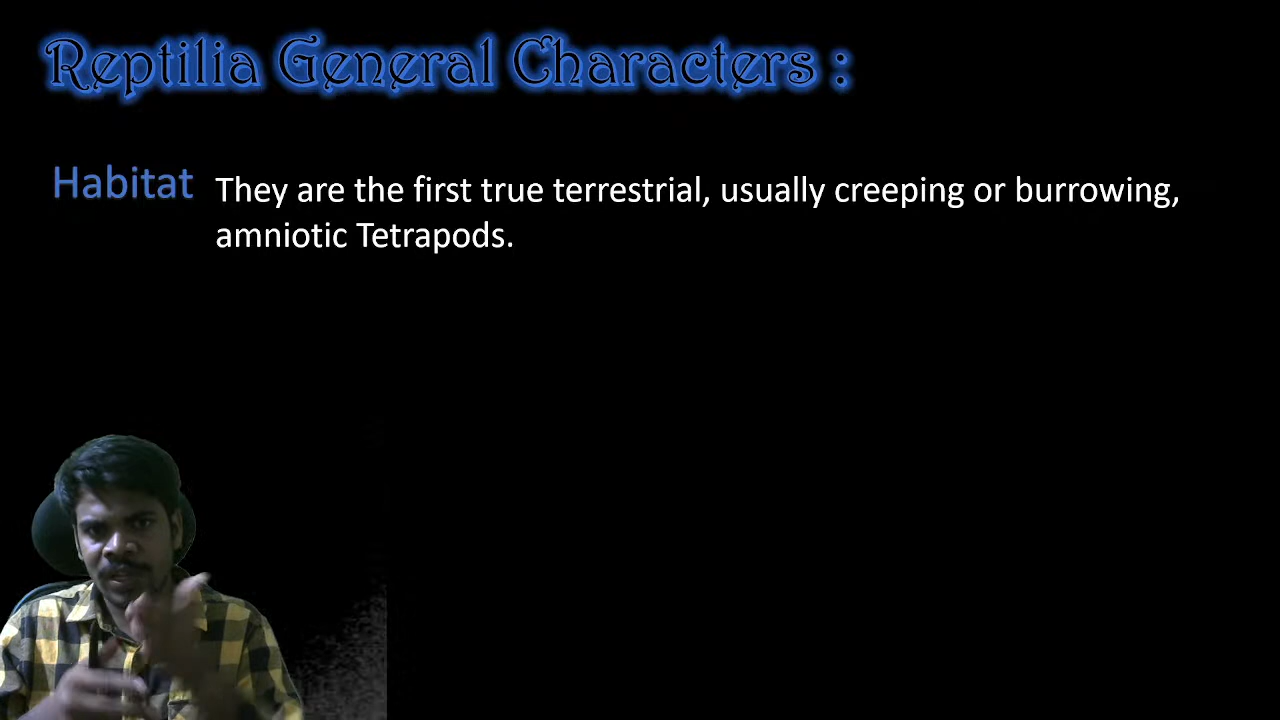 Reptilia General Characters :
Habitat They are the first true terrestrial, usually creeping or burrowing,
amniotic Tetrapods.